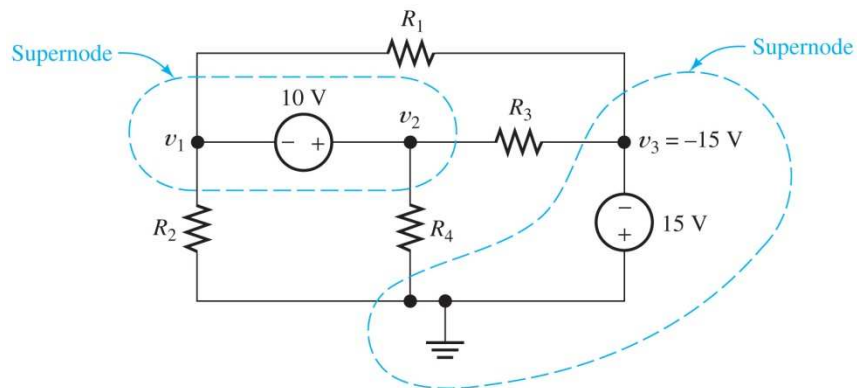 R1
Supernode
Supernode
10 V
v2
R3
v1
− +
v3 = –15 V
R2
R4
−
+
15 V